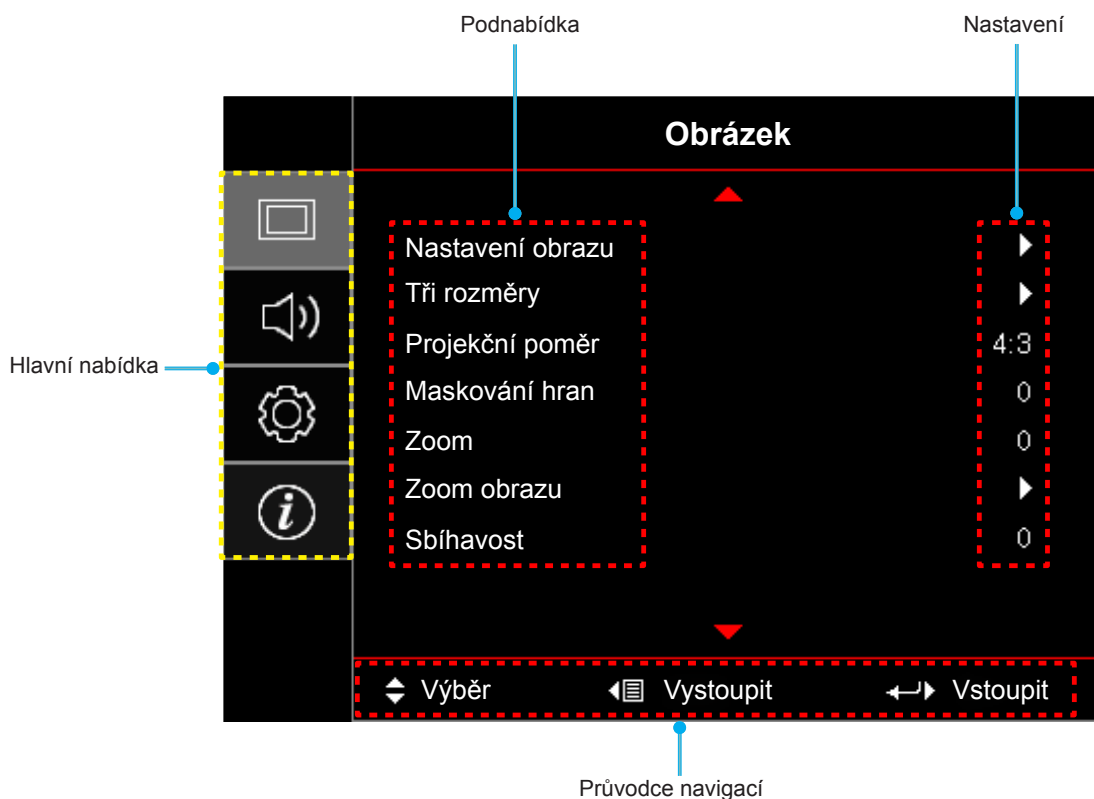 Podnabídka
Nastavení
Obrázek
Nastavení obrazu
Tři rozměry
Projekční poměr 4:3
Hlavní nabídka
Maskování hran 0
Zoom 0
Zoom obrazu
Sbíhavost 0
Výběr Vystoupit Vstoupit
Průvodce navigací